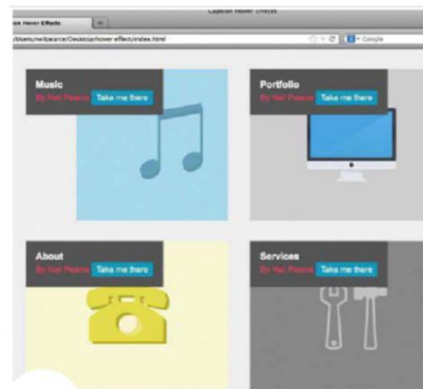 Caption Hover Effects
ion Hover Effects
/Users/neilpearce/Desktop/hover effect/index.html
Google
Music
By Neil Pearce Take me there
Portfolio
By Neil Pearce Take me there
About
By Neil Pearce Take me there
Services
By Neil Pearce Take me there